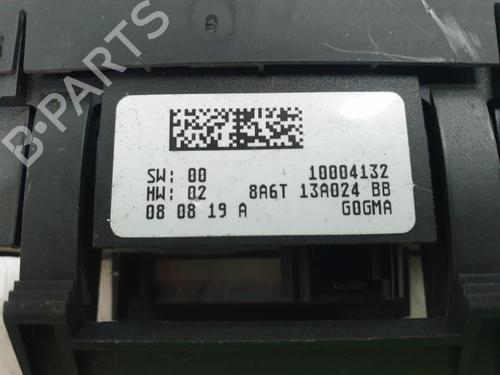 B-PARTS
SW: 00 10004132
HW: 02 8A6T 13A024 BB
08 08 19 A GOGMA